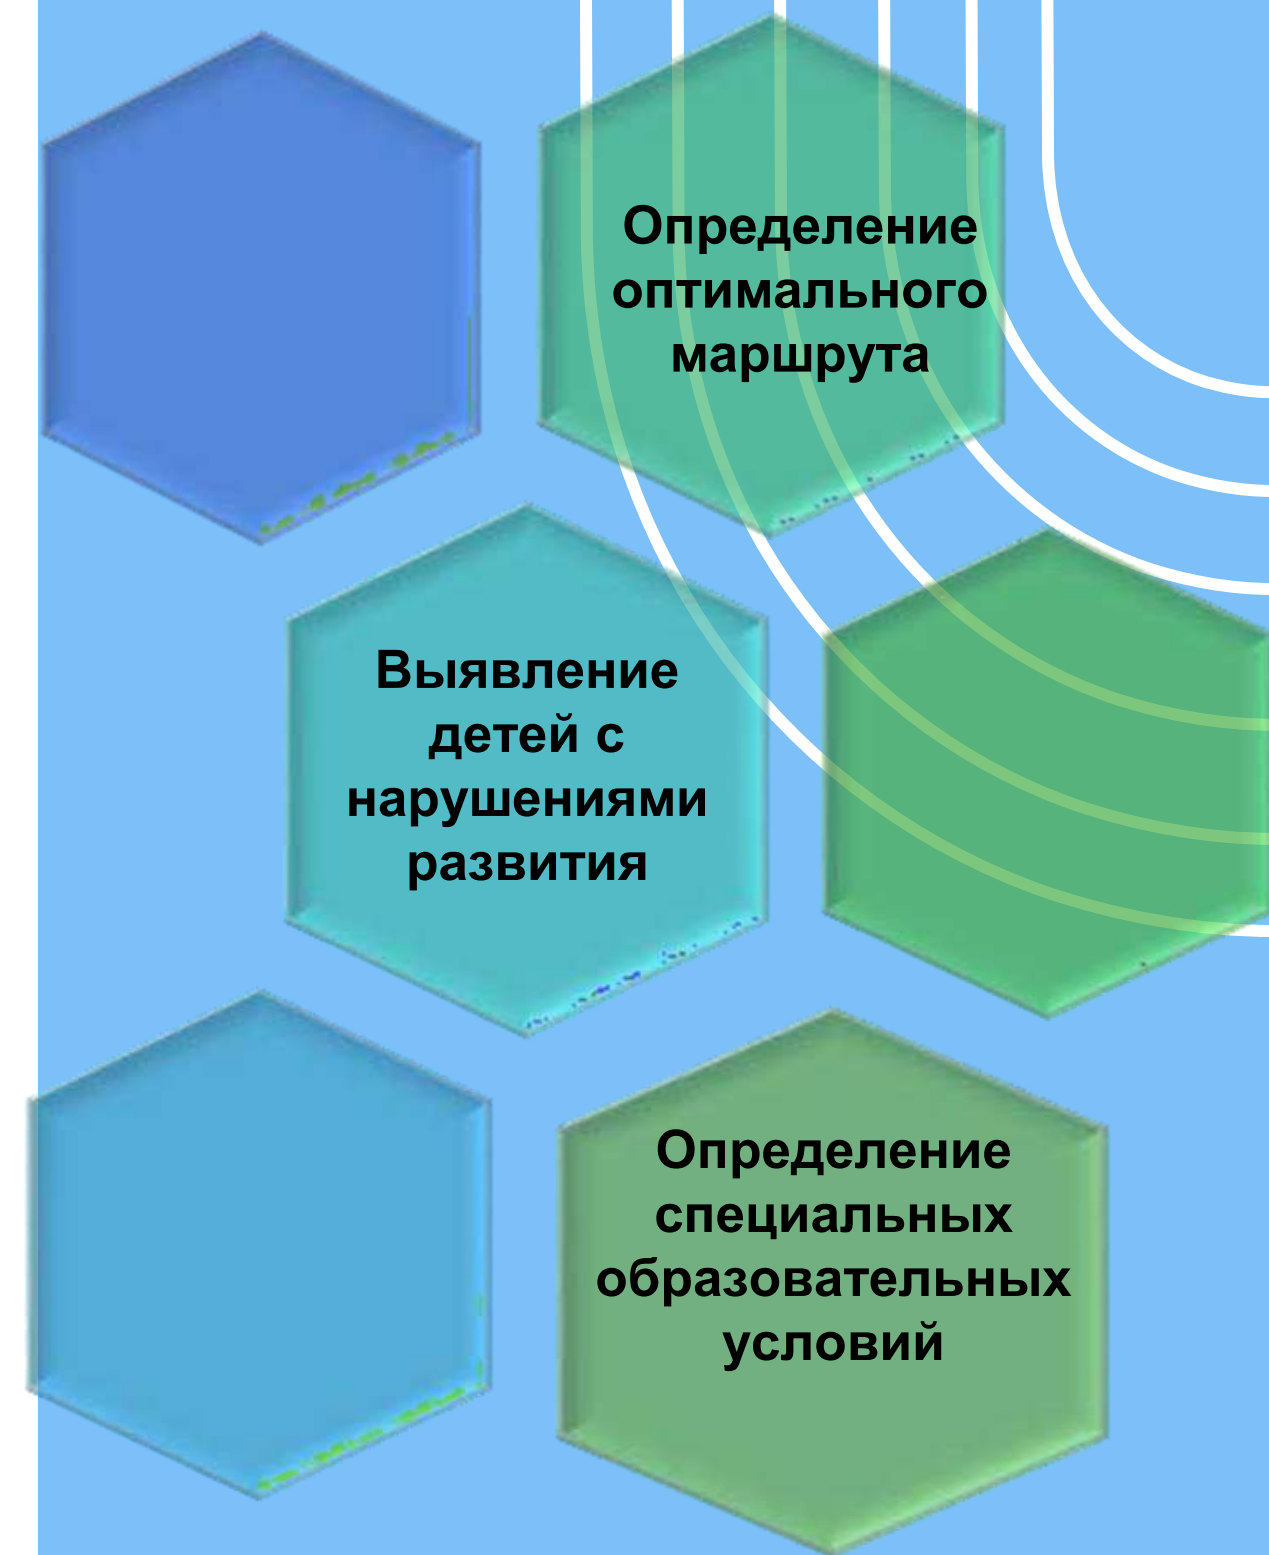 Определение
оптимального
маршрута
Выявление
детей с
нарушениями
развития
Определение
специальных
образовательных
условий